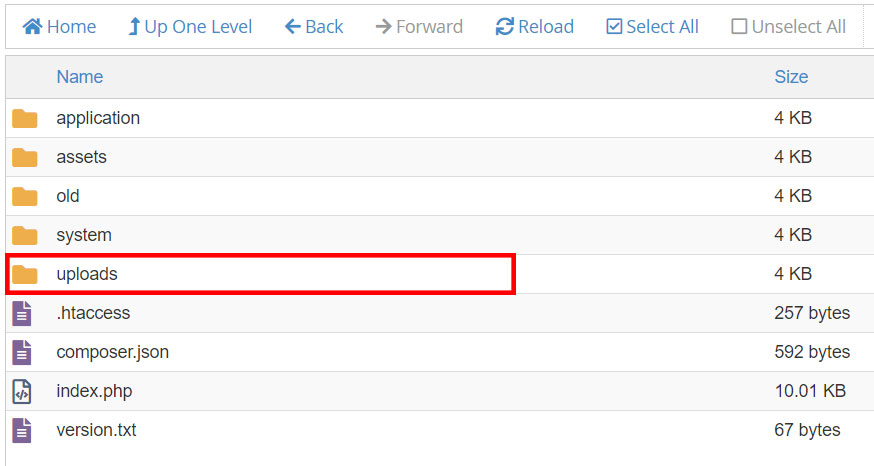 Home Up One Level Back Forward Reload Select All Unselect All
Name Size
application 4 KB
assets 4 KB
old 4 KB
system 4 KB
uploads 4 KB
.htaccess 257 bytes
composer.json 592 bytes
index.php 10.01 KB
version.txt 67 bytes